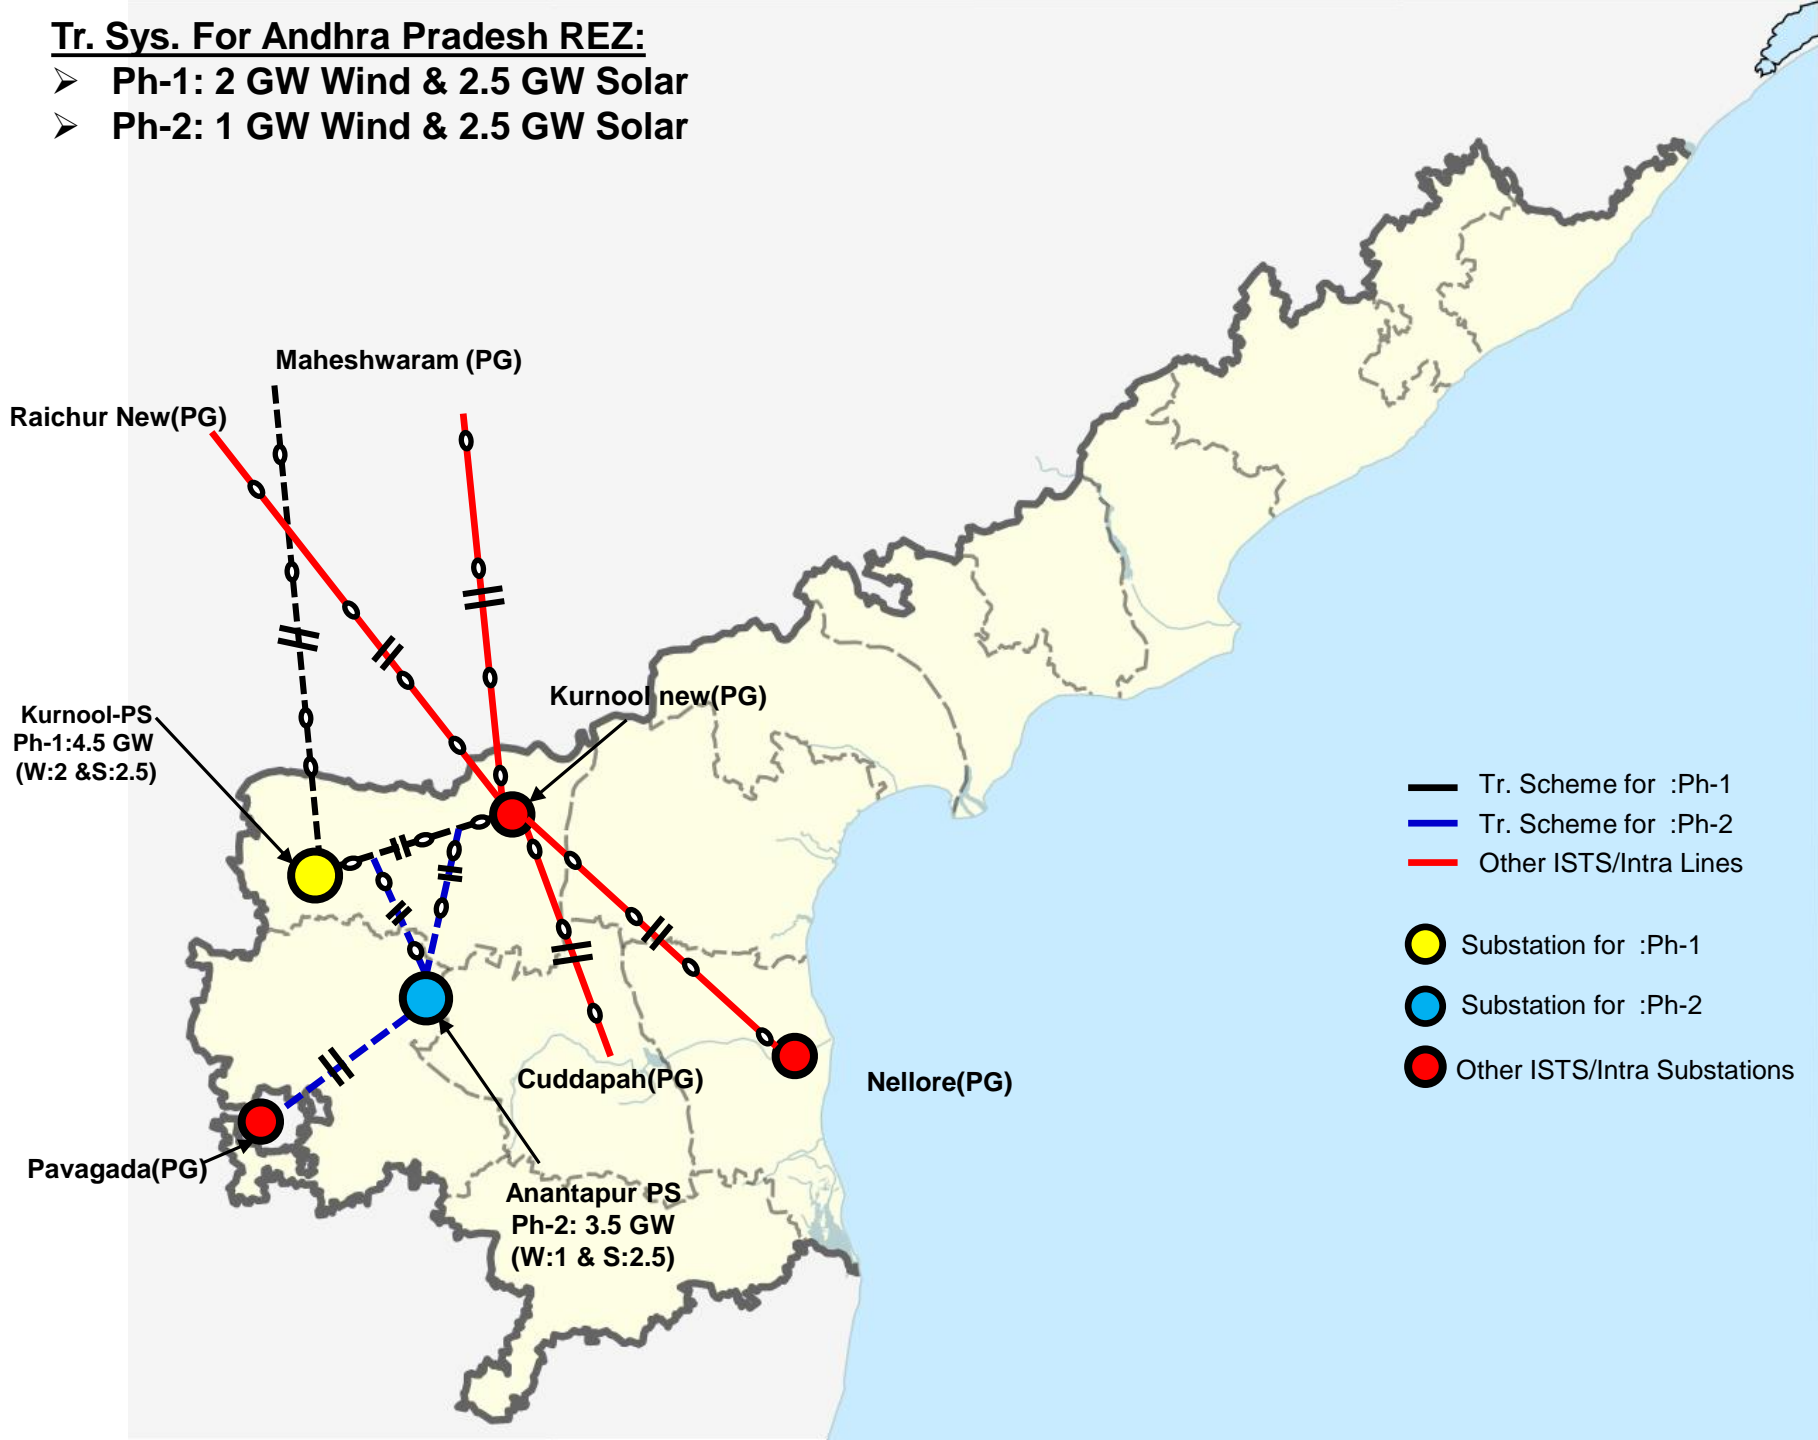 Tr. Sys. For Andhra Pradesh REZ:
➢ Ph-1: 2 GW Wind & 2.5 GW Solar
➢ Ph-2: 1 GW Wind & 2.5 GW Solar
Maheshwaram (PG)
Raichur New(PG)
Kurnool new(PG)
Kurnool-PS
Ph-1:4.5 GW
(W:2 &S:2.5)
Tr. Scheme for :Ph-1
Tr. Scheme for :Ph-2
Other ISTS/Intra Lines
Substation for :Ph-1
Substation for :Ph-2
Other ISTS/Intra Substations
Cuddapah(PG)
Nellore(PG)
Pavagada(PG)
Anantapur PS
Ph-2: 3.5 GW
(W:1 & S:2.5)